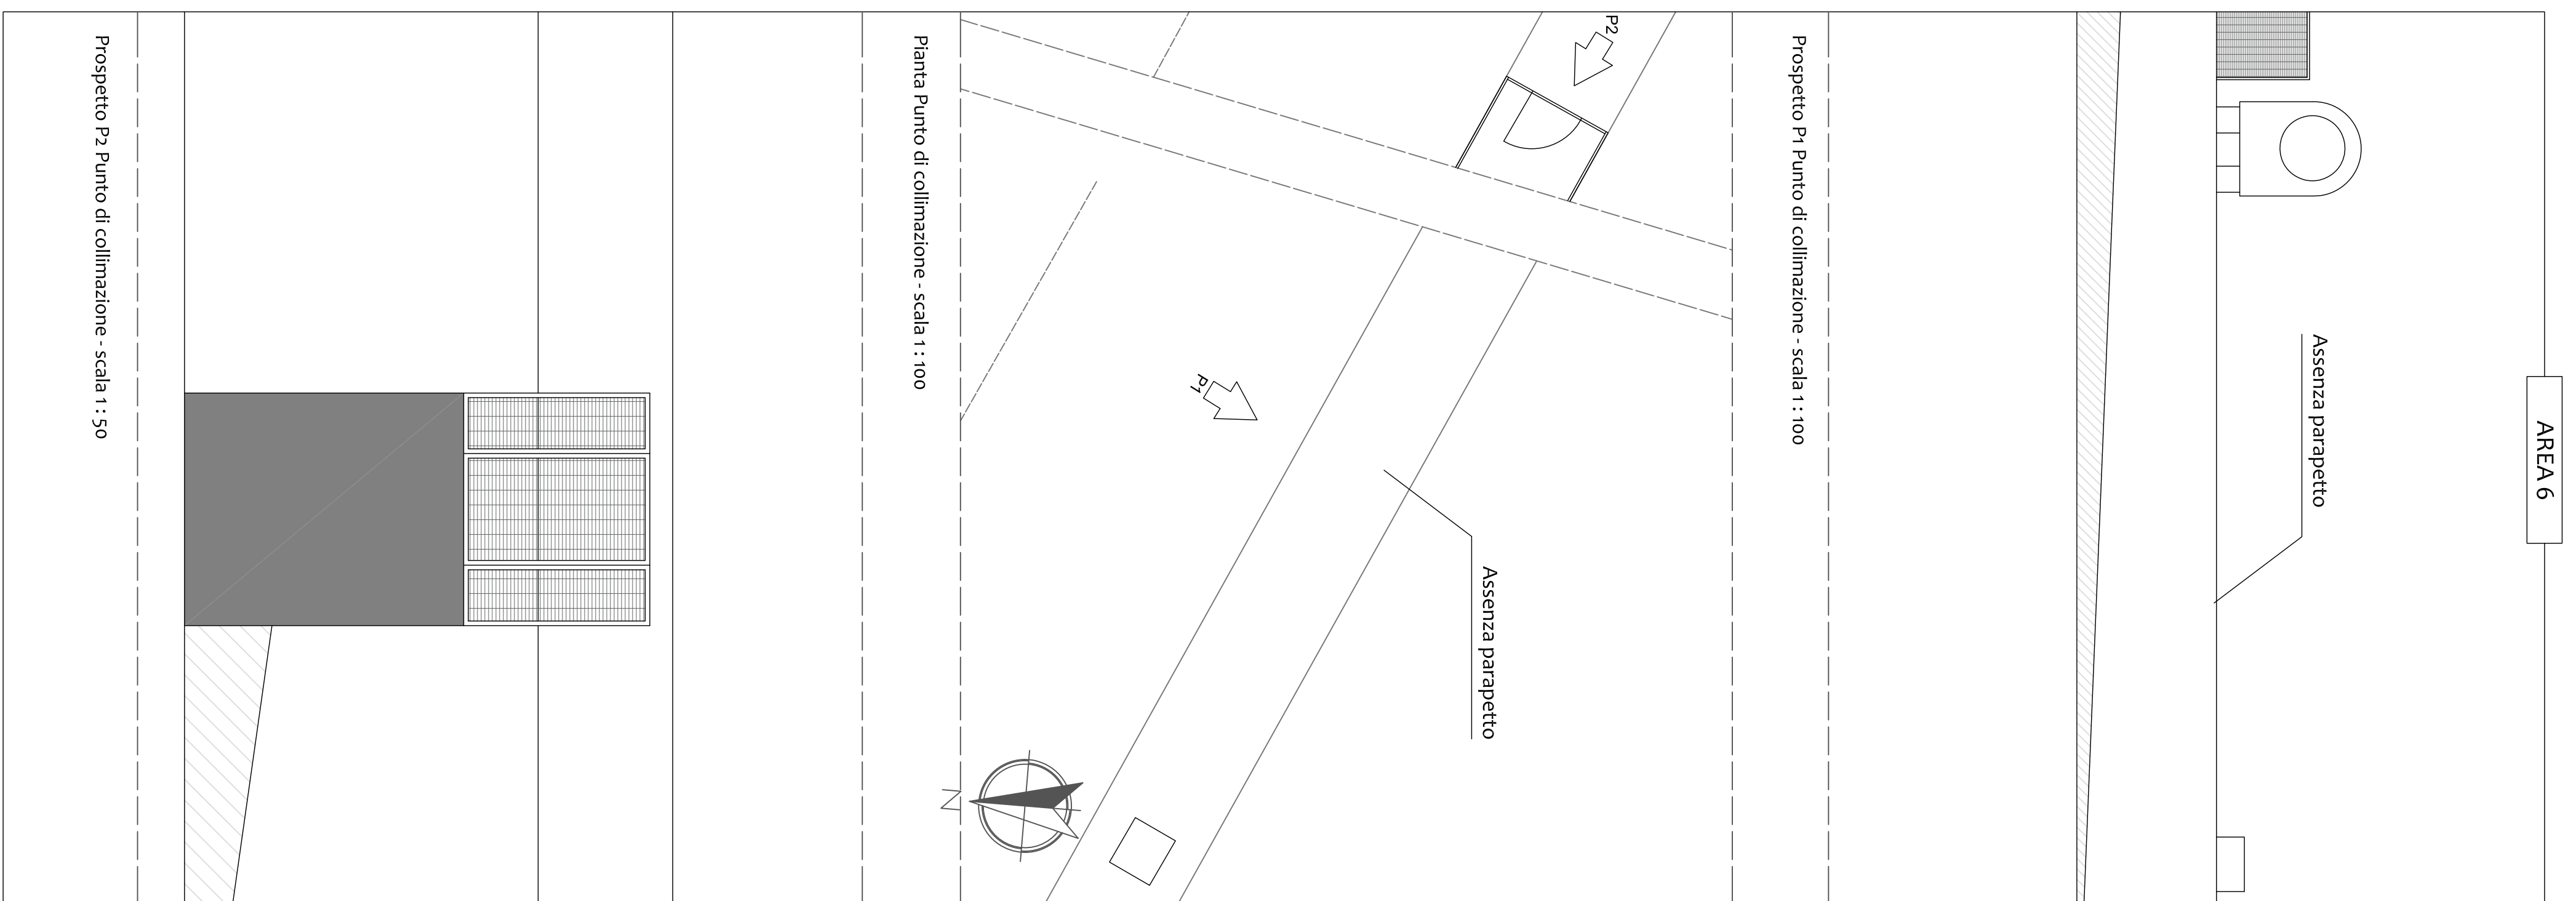 AREA 6
Assenza parapetto
Prospetto P1 Punto di collimazione - scala 1 : 100
P2
Assenza parapetto
P1
N
Pianta Punto di collimazione - scala 1 : 100
Prospetto P2 Punto di collimazione - scala 1 : 50